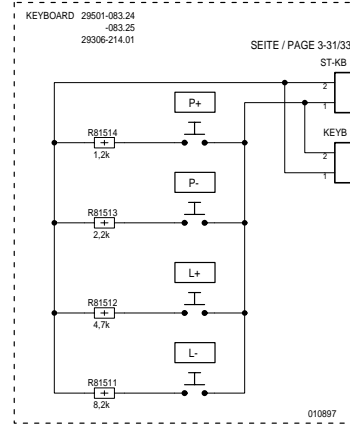 KEYBOARD 29501-083.24
-083.25
29306-214.01
SEITE / PAGE 3-31/33
ST-KB
2
1
P+
R81514
1,2k
KEYB
2
1
P-
R81513
2,2k
L+
R81512
4,7k
L-
R81511
8,2k
010897